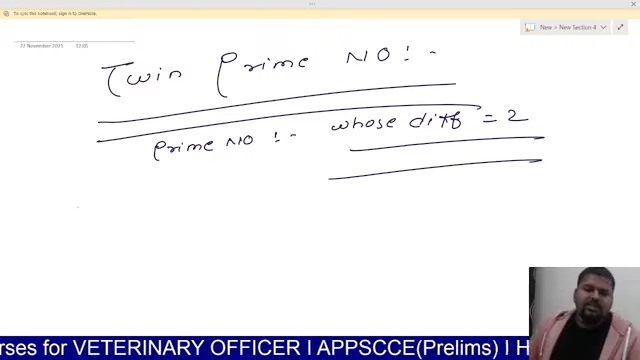 To sync this notebook, sign in to OneNote.
New > New Section 4
22 November 2021 12:05
Twin Prime NO :-
Prime NO :- whose diff = 2
rses for VETERINARY OFFICER I APPSCCE(Prelims) I H